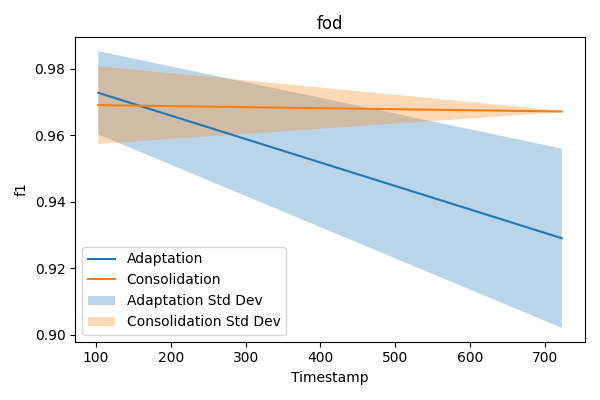 fod
0.98
0.96
0.94
0.92
0.90
f1
Adaptation
Consolidation
Adaptation Std Dev
Consolidation Std Dev
100 200 300 400 500 600 700
Timestamp